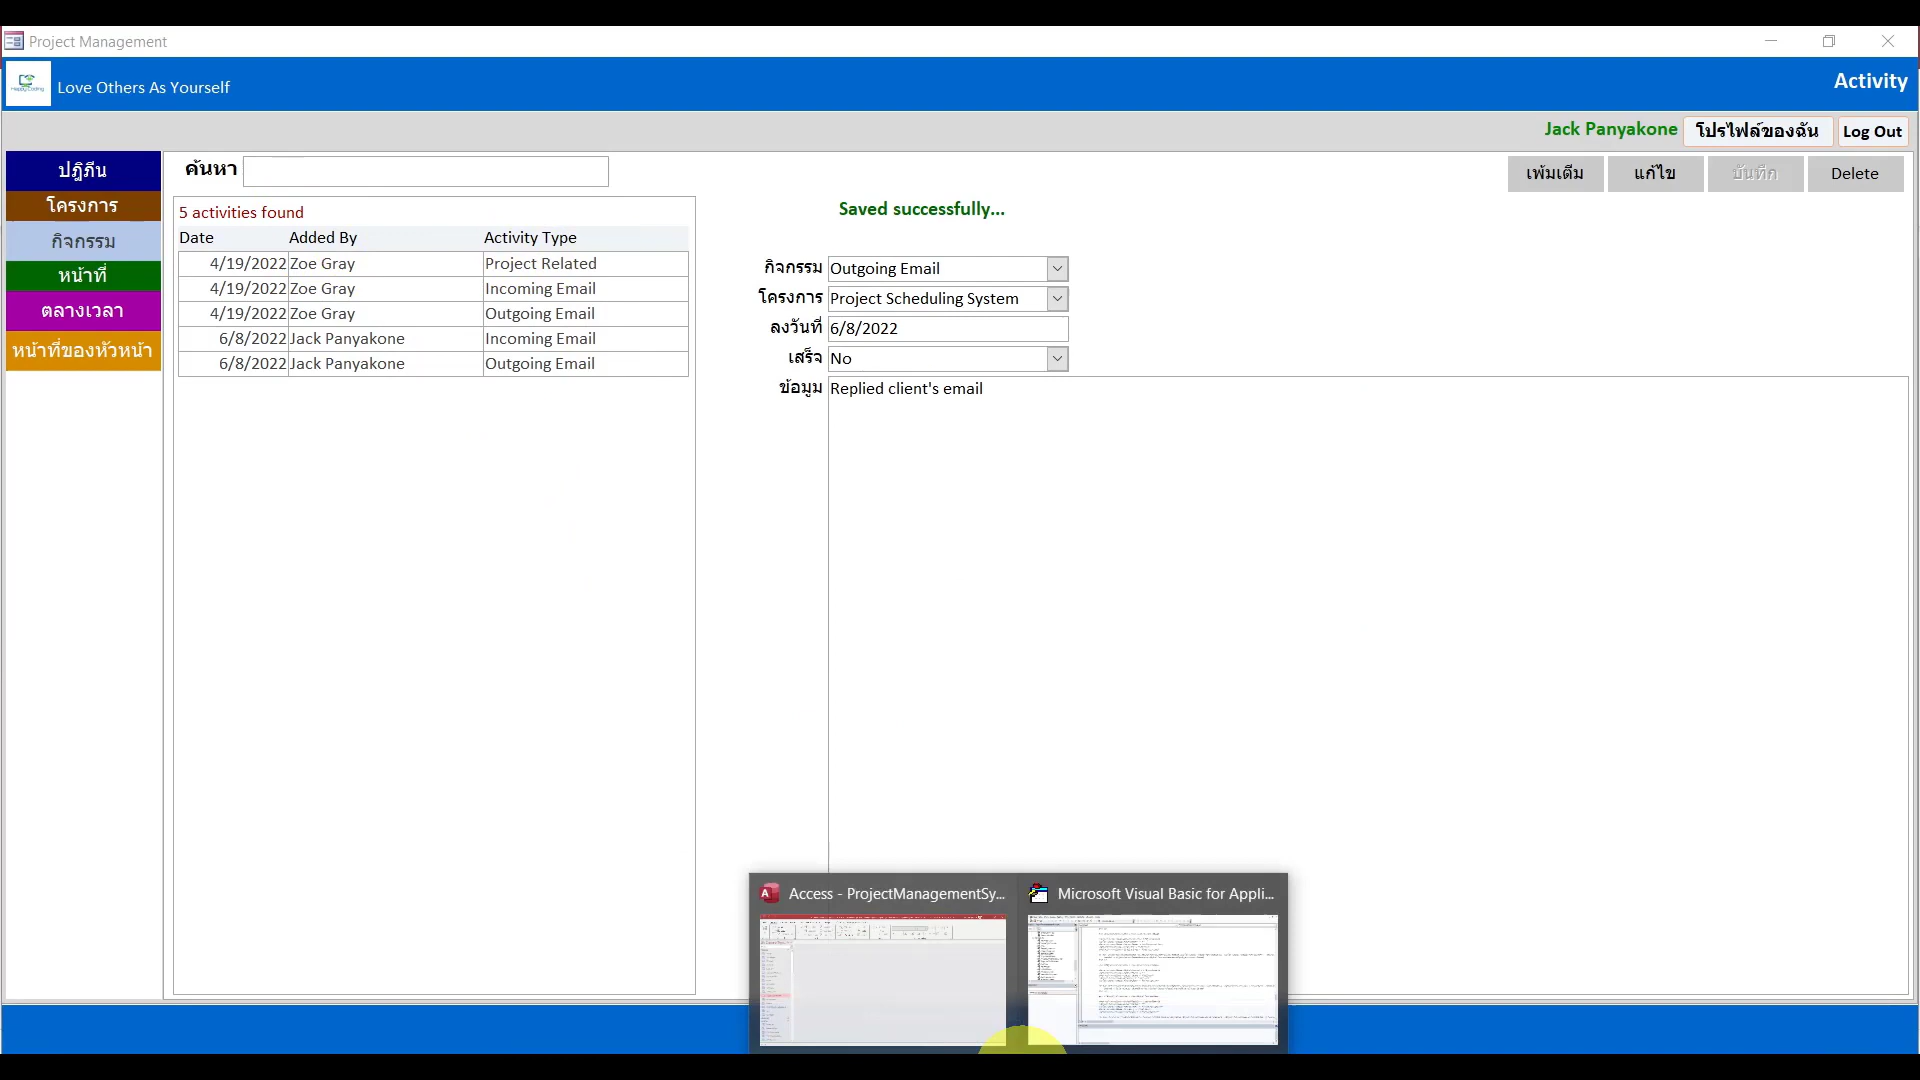 Project Management
Love Others As Yourself
Activity
Jack Panyakone โปรไฟล์ของฉัน Log Out
ปฎิภีน
โครงการ
กิจกรรม
หน้าที่
ตลางเวลา
หน้าที่ของหัวหน้า
ค้นหา
เพ้มเดีม แก้ไข บันทึก Delete
5 activities found
Date Added By Activity Type
4/19/2022 Zoe Gray Project Related
4/19/2022 Zoe Gray Incoming Email
4/19/2022 Zoe Gray Outgoing Email
6/8/2022 Jack Panyakone Incoming Email
6/8/2022 Jack Panyakone Outgoing Email
Saved successfully...
กิจกรรม Outgoing Email
โครงการ Project Scheduling System
ลงวันที่ 6/8/2022
เสร็จ No
ข้อมูม Replied client's email
Access - ProjectManagementSy...
Microsoft Visual Basic for Appli...